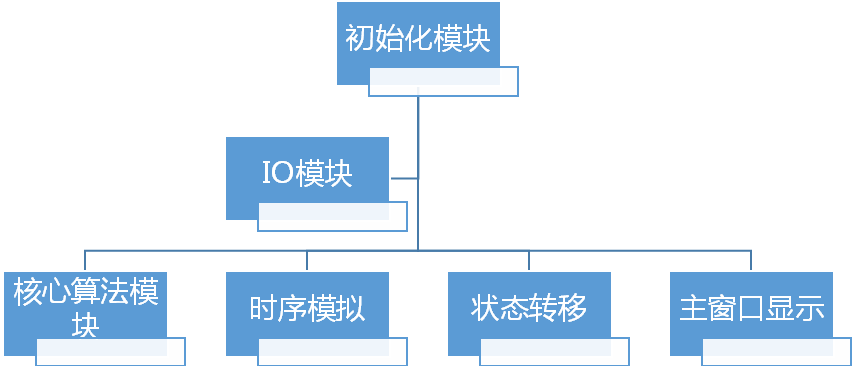 初始化模块
IO模块
核心算法模
块
时序模拟
状态转移
主窗口显示